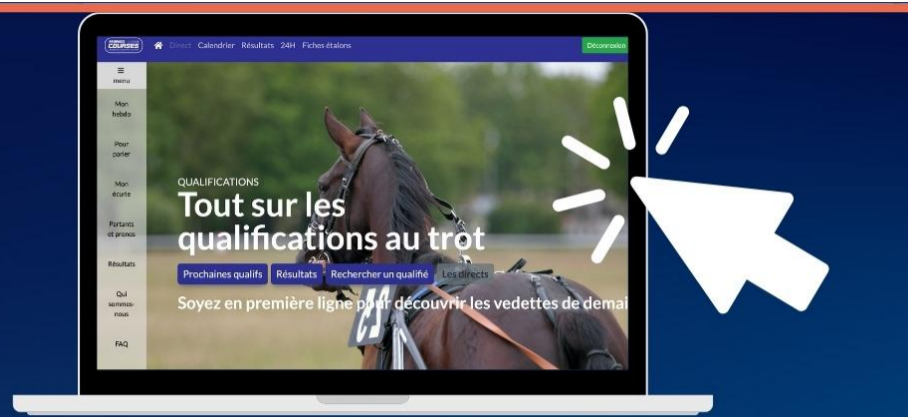 COURSES
Direct Calendrier Résultats 24H Fiches étalons
Déconnexion
menu
Mon
hebdo
Pour
parier
Mon
écurie
Partants
et pronos
Résultats
Qui
sommes-
nous
FAQ
QUALIFICATIONS
Tout sur les
qualifications au trot
Prochaines qualifs Résultats Rechercher un qualifié Les directs
Soyez en première ligne pour découvrir les vedettes de demai